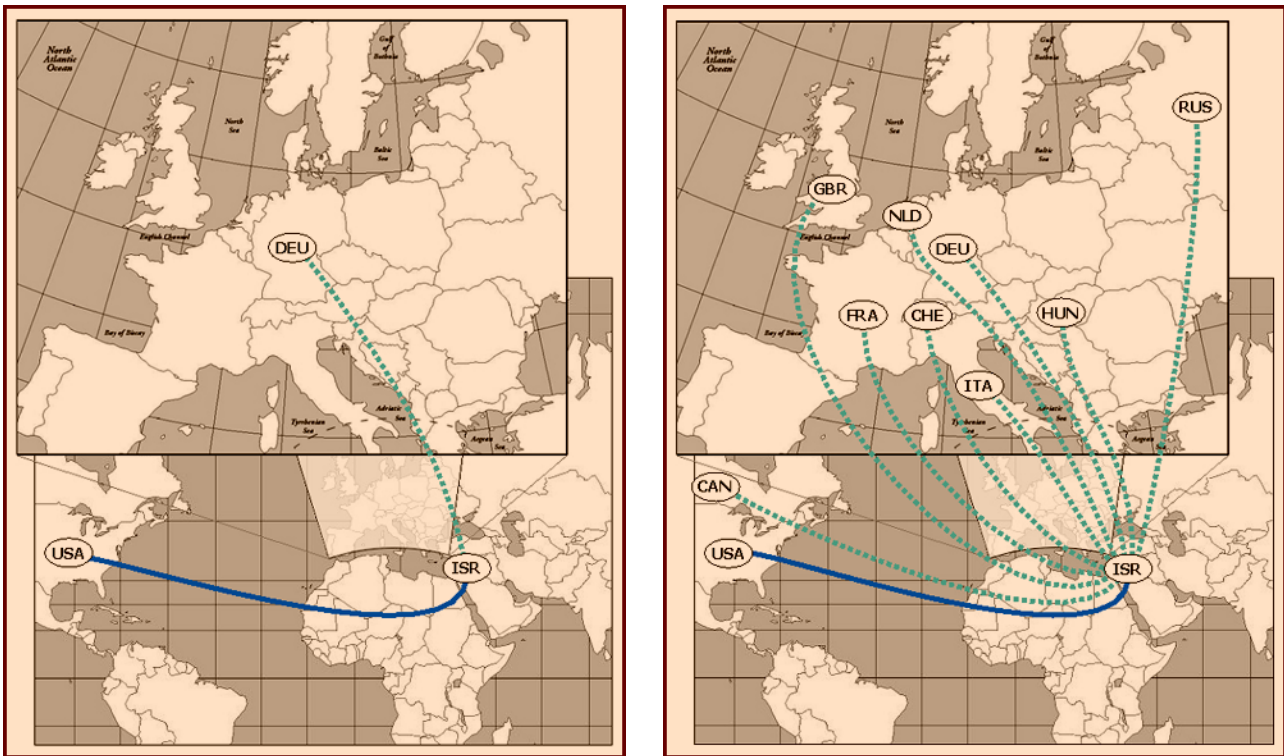 North
Atlantic
Ocean
Gulf
of
Bothnia
North
Sea
Baltic
Sea
English Channel
DEU
Bay of Biscay
Adriatic
Sea
Tyrrhenian
Sea
Aegean
Sea
USA
ISR
North
Atlantic
Ocean
Gulf
of
Bothnia
RUS
North
Sea
Baltic
Sea
GBR
NLD
English Channel
DEU
FRA
CHE
HUN
Bay of Biscay
ITA
Adriatic
Sea
Tyrrhenian
Sea
Aegean
Sea
CAN
USA
ISR